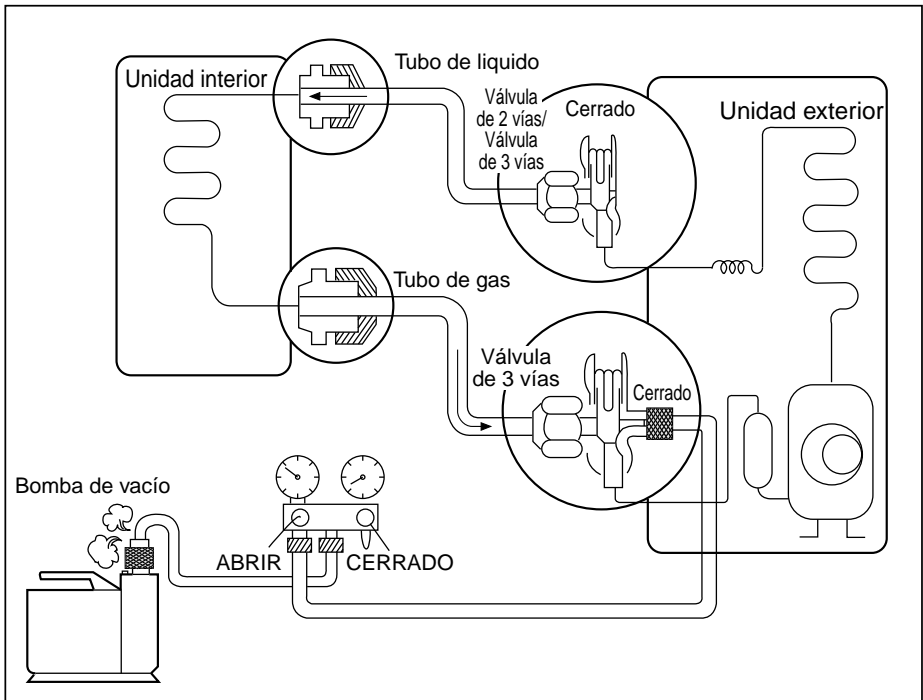 Tubo de liquido
Unidad interior
Válvula
de 2 vías/
Válvula
de 3 vías
Cerrado
Unidad exterior
Tubo de gas
Válvula
de 3 vías
Cerrado
Bomba de vacío
ABRIR
CERRADO